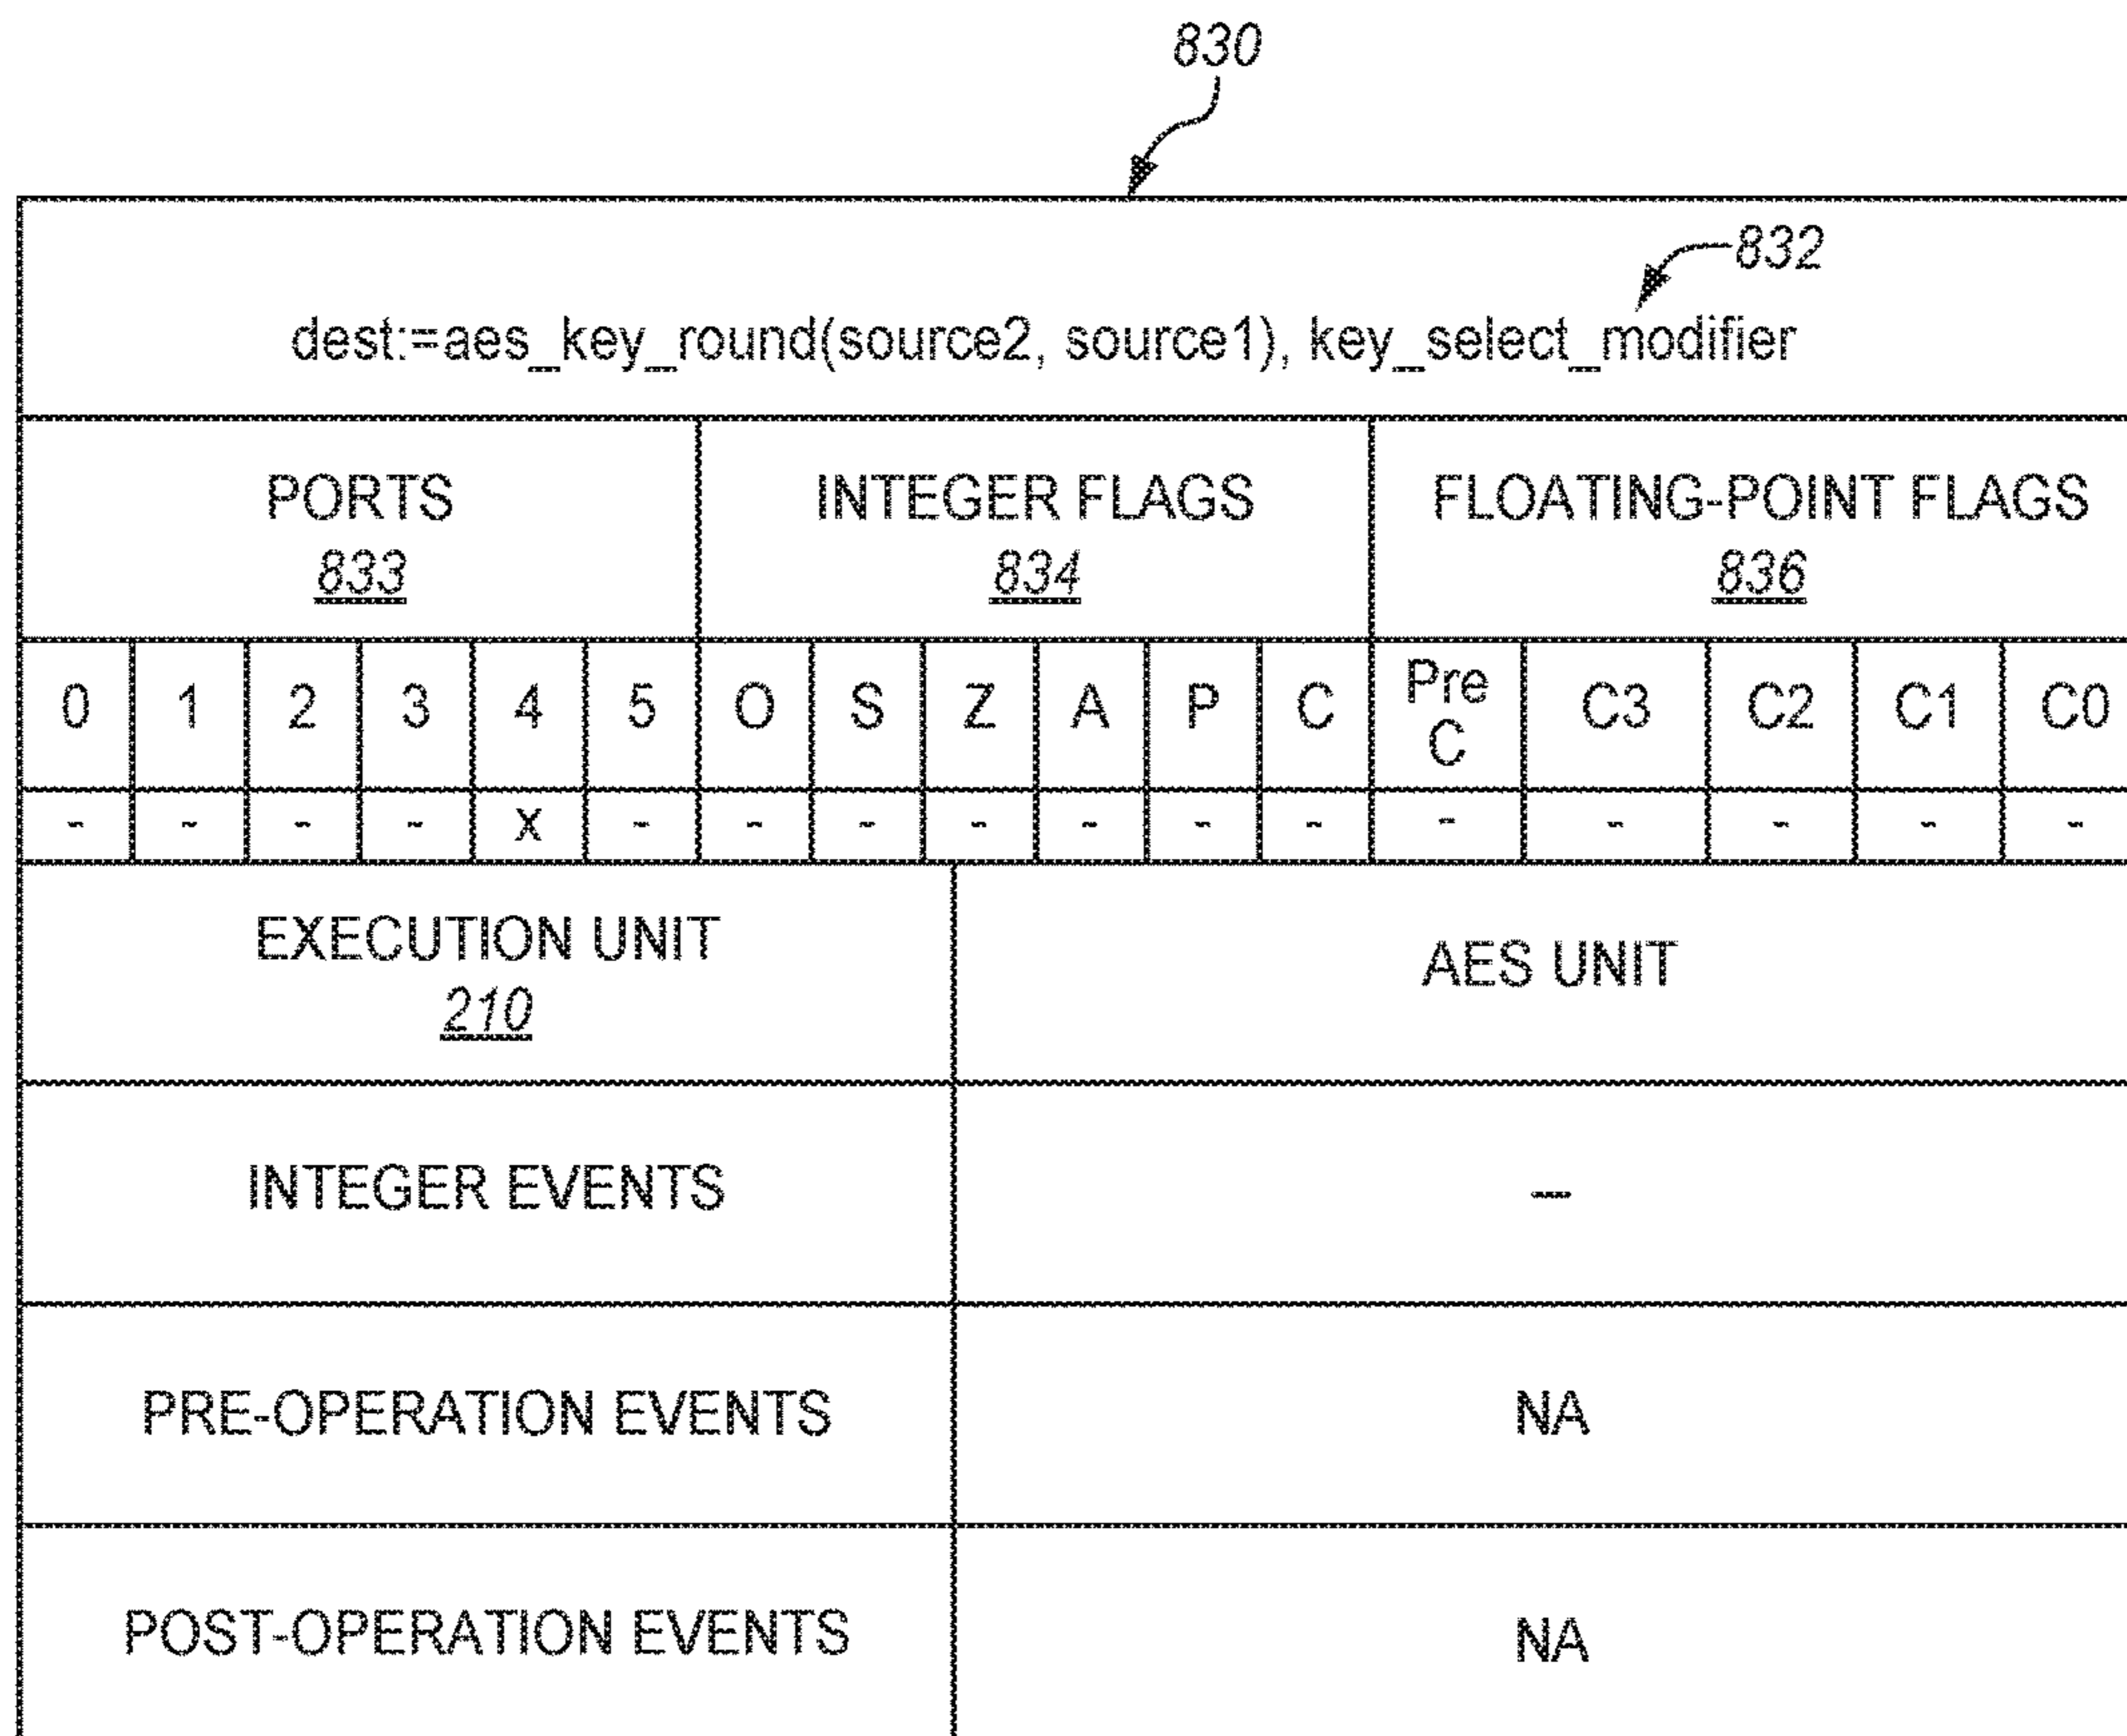 830
832
dest:=aes_key_round(source2, source1), key_select_modifier
PORTS INTEGER FLAGS FLOATING-POINT FLAGS
833 834 836
0 1 2 3 4 5 O S Z A P C Pre C C3 C2 C1 C0
- - - - x - - - - - - - - - - - -
EXECUTION UNIT AES UNIT
210
INTEGER EVENTS –
PRE-OPERATION EVENTS NA
POST-OPERATION EVENTS NA